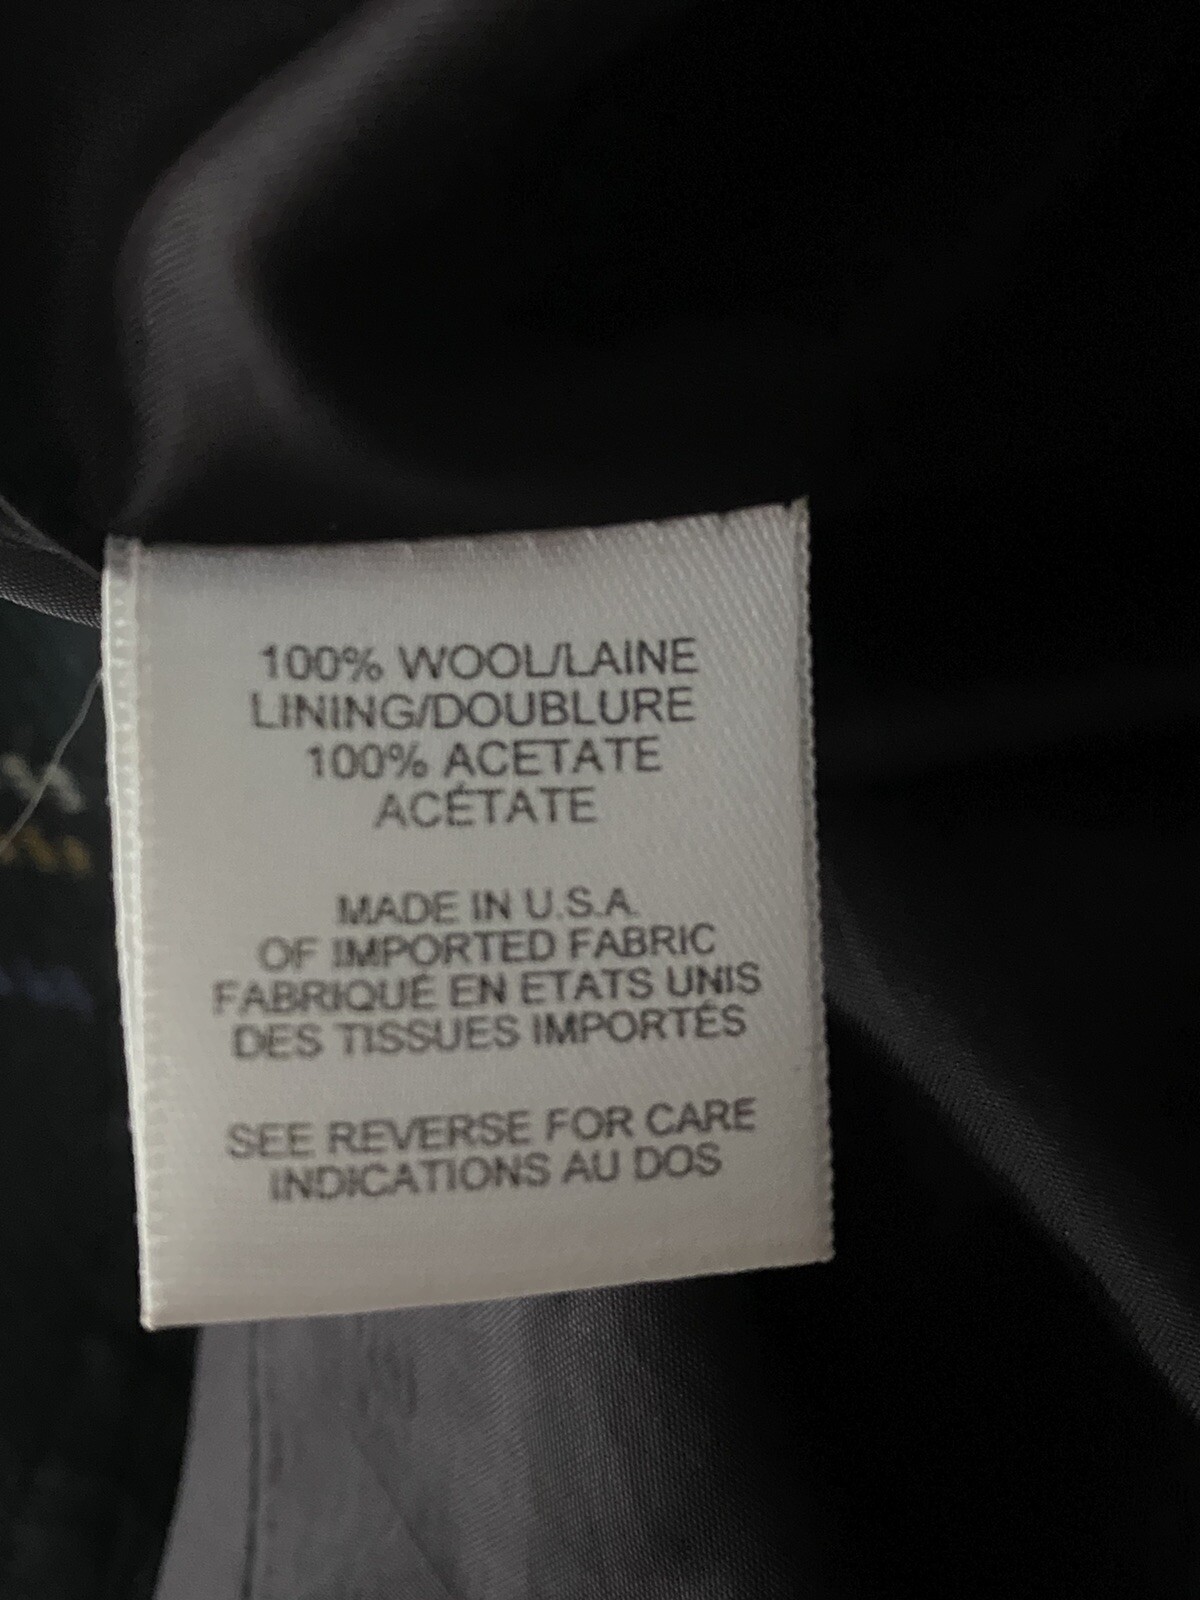 100% WOOL/LAINE
LINING/DOUBLURE
100% ACETATE
ACÉTATE
MADE IN U.S.A.
OF IMPORTED FABRIC
FABRIQUÉ EN ETATS UNIS
DES TISSUES IMPORTÉS
SEE REVERSE FOR CARE
INDICATIONS AU DOS